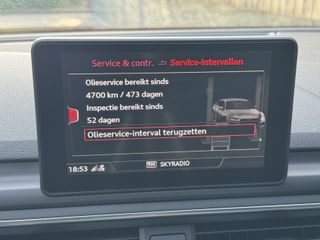 Service & contr. Service-intervallen
Olieservice bereikt sinds
4700 km / 473 dagen
Inspectie bereikt sinds
52 dagen
Olieservice-interval terugzetten
18:53 SKYRADIO